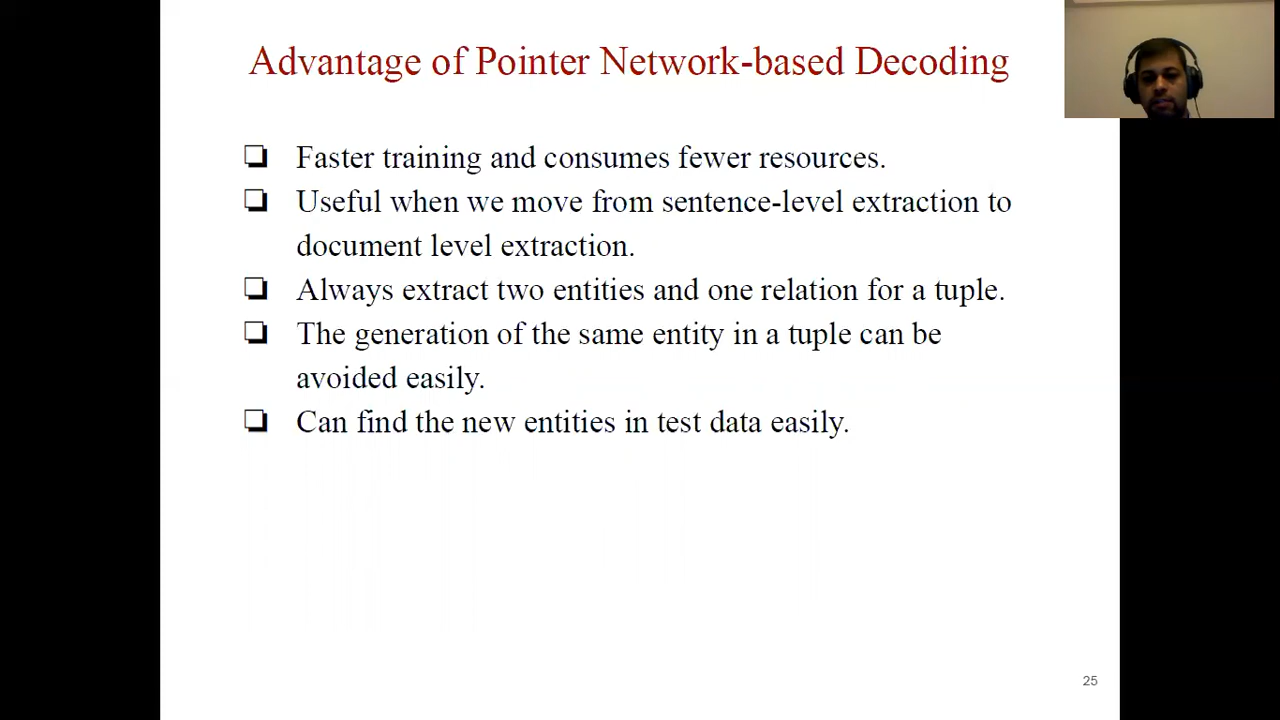 Advantage of Pointer Network-based Decoding
❏ Faster training and consumes fewer resources.
❏ Useful when we move from sentence-level extraction to
document level extraction.
❏ Always extract two entities and one relation for a tuple.
❏ The generation of the same entity in a tuple can be
avoided easily.
❏ Can find the new entities in test data easily.
25